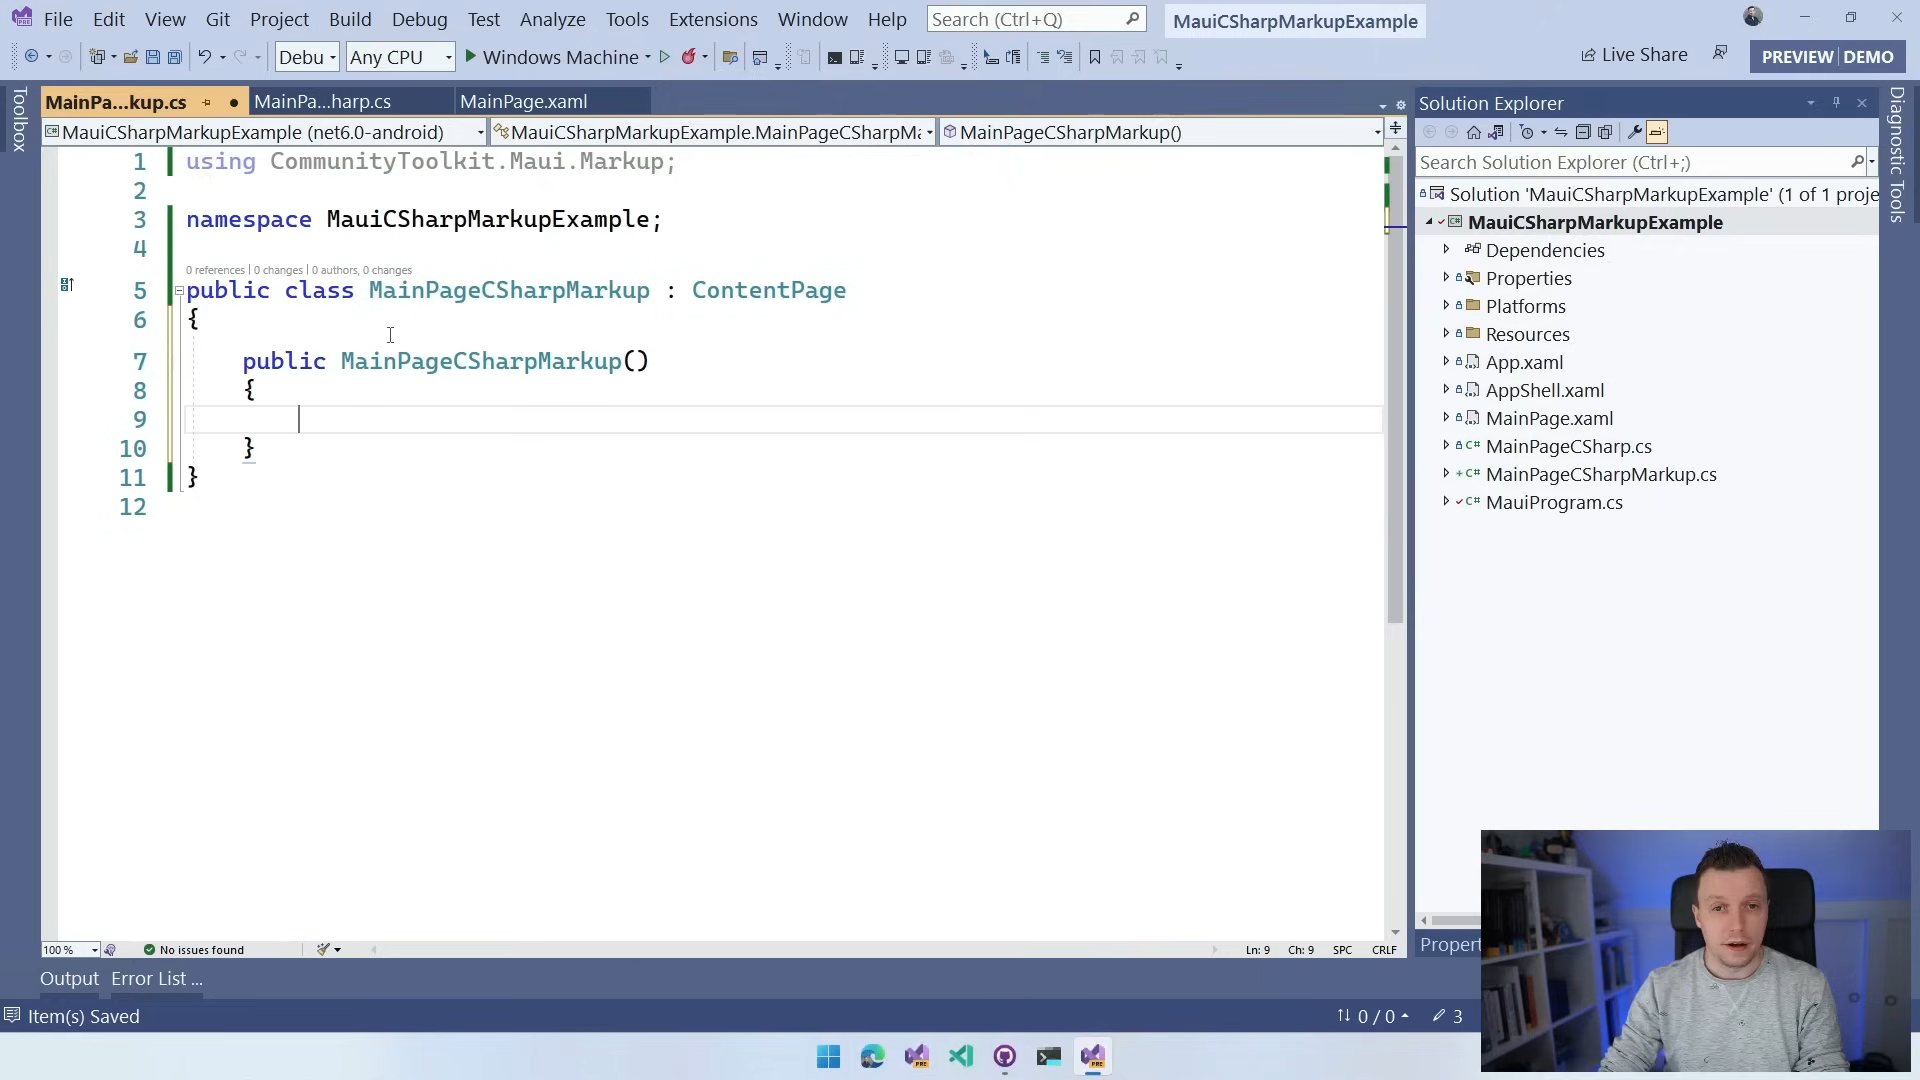 File Edit View Git Project Build Debug Test Analyze Tools Extensions Window Help Search (Ctrl+Q) MauiCSharpMarkupExample
Debu Any CPU Windows Machine Live Share PREVIEW DEMO
Toolbox
MainPa...kup.cs MainPa...harp.cs MainPage.xaml
MauiCSharpMarkupExample (net6.0-android) MauiCSharpMarkupExample.MainPageCSharpMa MainPageCSharpMarkup()
1 using CommunityToolkit.Maui.Markup;
2
3 namespace MauiCSharpMarkupExample;
4
0 references | 0 changes | 0 authors, 0 changes
5 public class MainPageCSharpMarkup : ContentPage
6 {
7 public MainPageCSharpMarkup()
8 {
9
10 }
11 }
12
100 % No issues found Ln: 9 Ch: 9 SPC CRLF
Output Error List ...
Item(s) Saved 0 / 0 3
Solution Explorer
Search Solution Explorer (Ctrl+;)
Solution 'MauiCSharpMarkupExample' (1 of 1 proje
MauiCSharpMarkupExample
Dependencies
Properties
Platforms
Resources
App.xaml
AppShell.xaml
MainPage.xaml
C# MainPageCSharp.cs
C# MainPageCSharpMarkup.cs
C# MauiProgram.cs
Propert
Diagnostic Tools